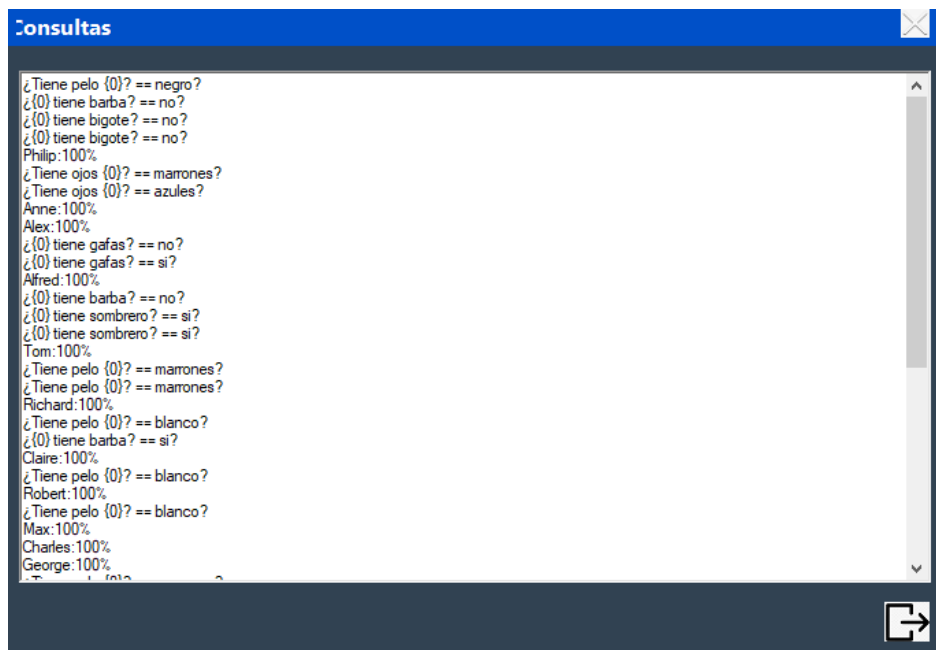 Consultas
¿Tiene pelo {0}? == negro?
¿{0} tiene barba? == no?
¿{0} tiene bigote? == no?
¿{0} tiene bigote? == no?
Philip:100%
¿Tiene ojos {0}? == marrones?
¿Tiene ojos {0}? == azules?
Anne:100%
Alex:100%
¿{0} tiene gafas? == no?
¿{0} tiene gafas? == si?
Alfred:100%
¿{0} tiene barba? == no?
¿{0} tiene sombrero? == si?
¿{0} tiene sombrero? == si?
Tom:100%
¿Tiene pelo {0}? == marrones?
¿Tiene pelo {0}? == marrones?
Richard:100%
¿Tiene pelo {0}? == blanco?
¿{0} tiene barba? == si?
Claire:100%
¿Tiene pelo {0}? == blanco?
Robert:100%
¿Tiene pelo {0}? == blanco?
Max:100%
Charles:100%
George:100%